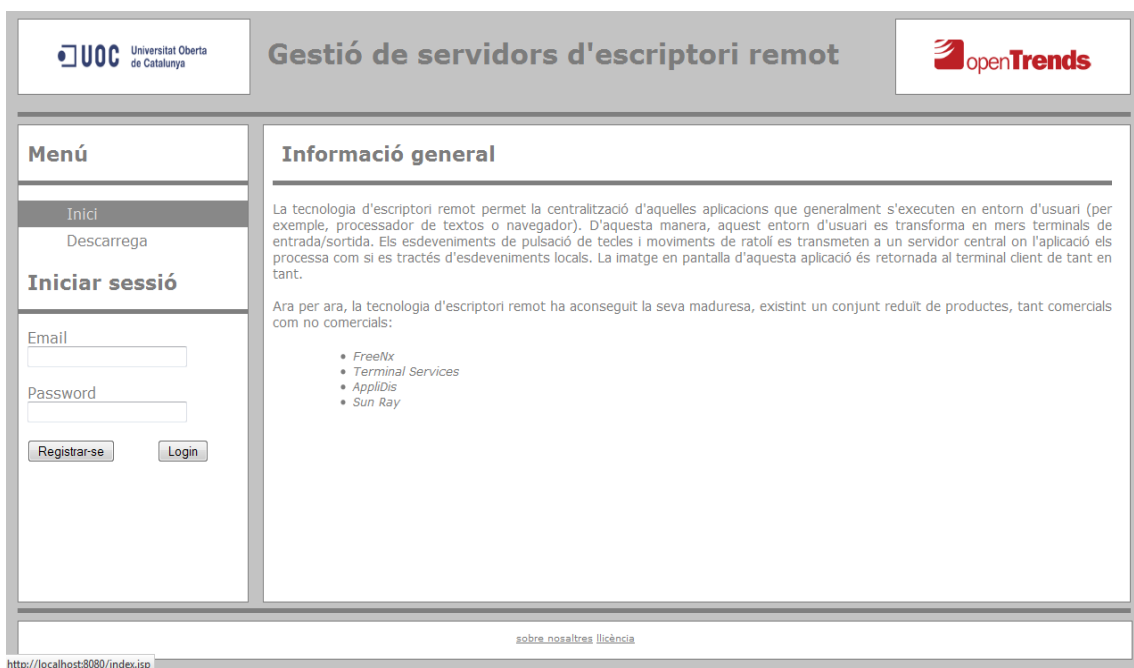 UOC Universitat Oberta
de Catalunya
Gestió de servidors d'escriptori remot
openTrends
Menú
Inici
Descarrega
Iniciar sessió
Email
Password
Registrar-se Login
Informació general
La tecnologia d'escriptori remot permet la centralització d'aquelles aplicacions que generalment s'executen en entorn d'usuari (per
exemple, processador de textos o navegador). D'aquesta manera, aquest entorn d'usuari es transforma en mers terminals de
entrada/sortida. Els esdeveniments de pulsació de tecles i moviments de ratolí es transmeten a un servidor central on l'aplicació els
processa com si es tractés d'esdeveniments locals. La imatge en pantalla d'aquesta aplicació és retornada al terminal client de tant en
tant.
Ara per ara, la tecnologia d'escriptori remot ha aconseguit la seva maduresa, existint un conjunt reduït de productes, tant comercials
com no comercials:
• FreeNx
• Terminal Services
• AppliDis
• Sun Ray
sobre nosaltres llicència
http://localhost:8080/index.jsp